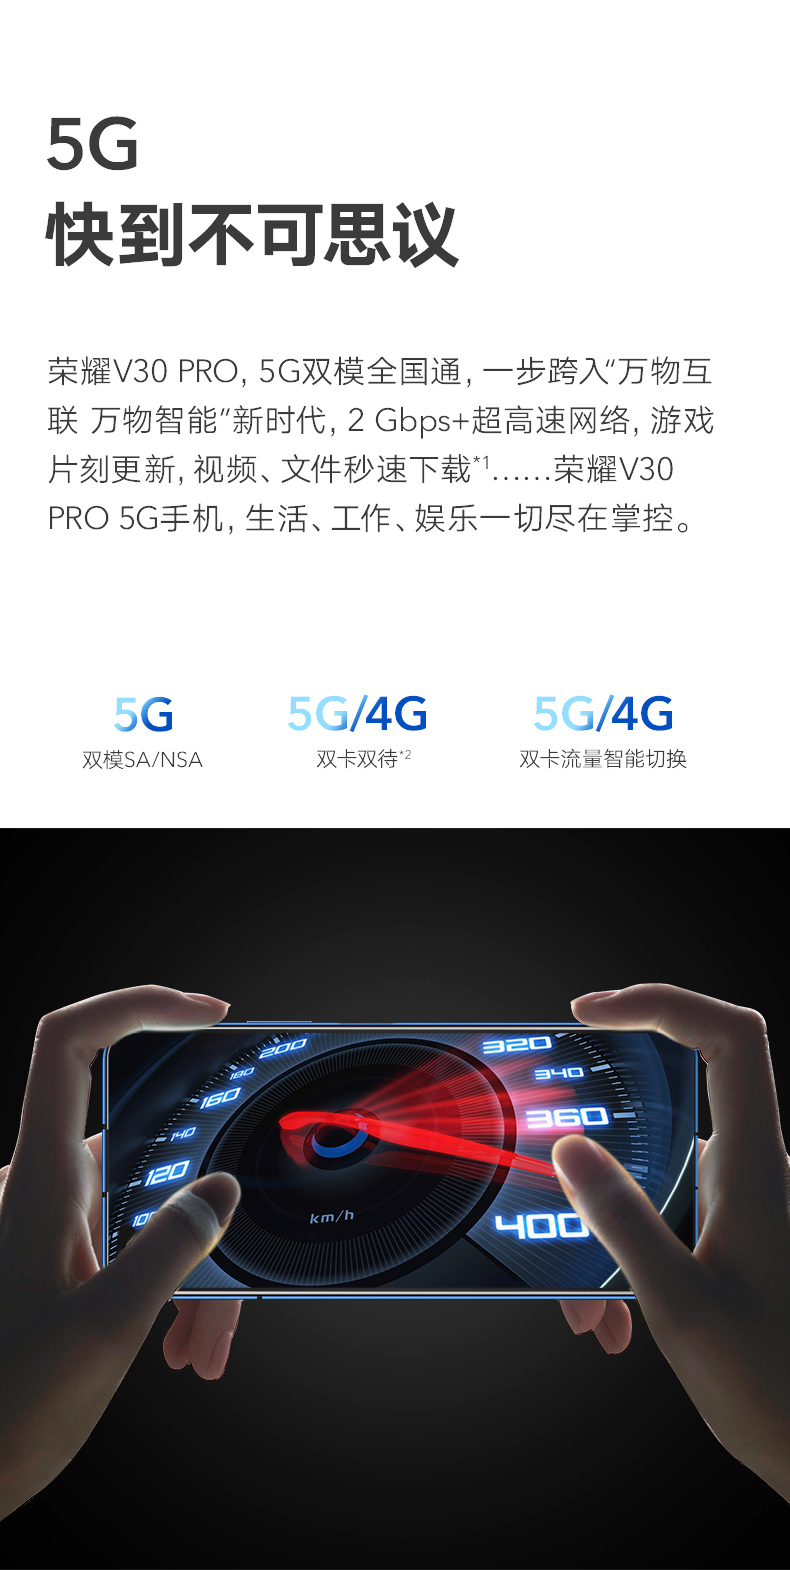 5G
快到不可思议
荣耀V30 PRO, 5G双模全国通, 一步跨入“万物互
联 万物智能”新时代, 2 Gbps+超高速网络, 游戏
片刻更新, 视频、文件秒速下载*1……荣耀V30
PRO 5G手机, 生活、工作、娱乐一切尽在掌控。
5G 5G/4G 5G/4G
双模SA/NSA 双卡双待*2 双卡流量智能切换
200 320
180 340
160 360
140
120
km/h 400